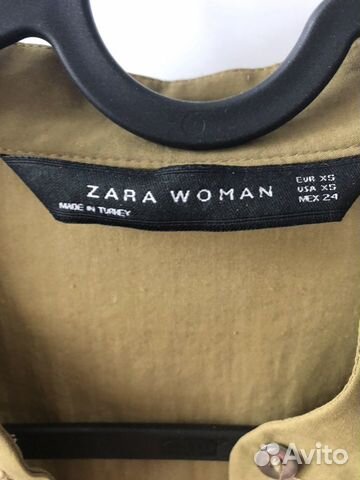 ZARA WOMAN
MADE IN TURKEY
EUR XS
USA XS
MEX 24
Avito